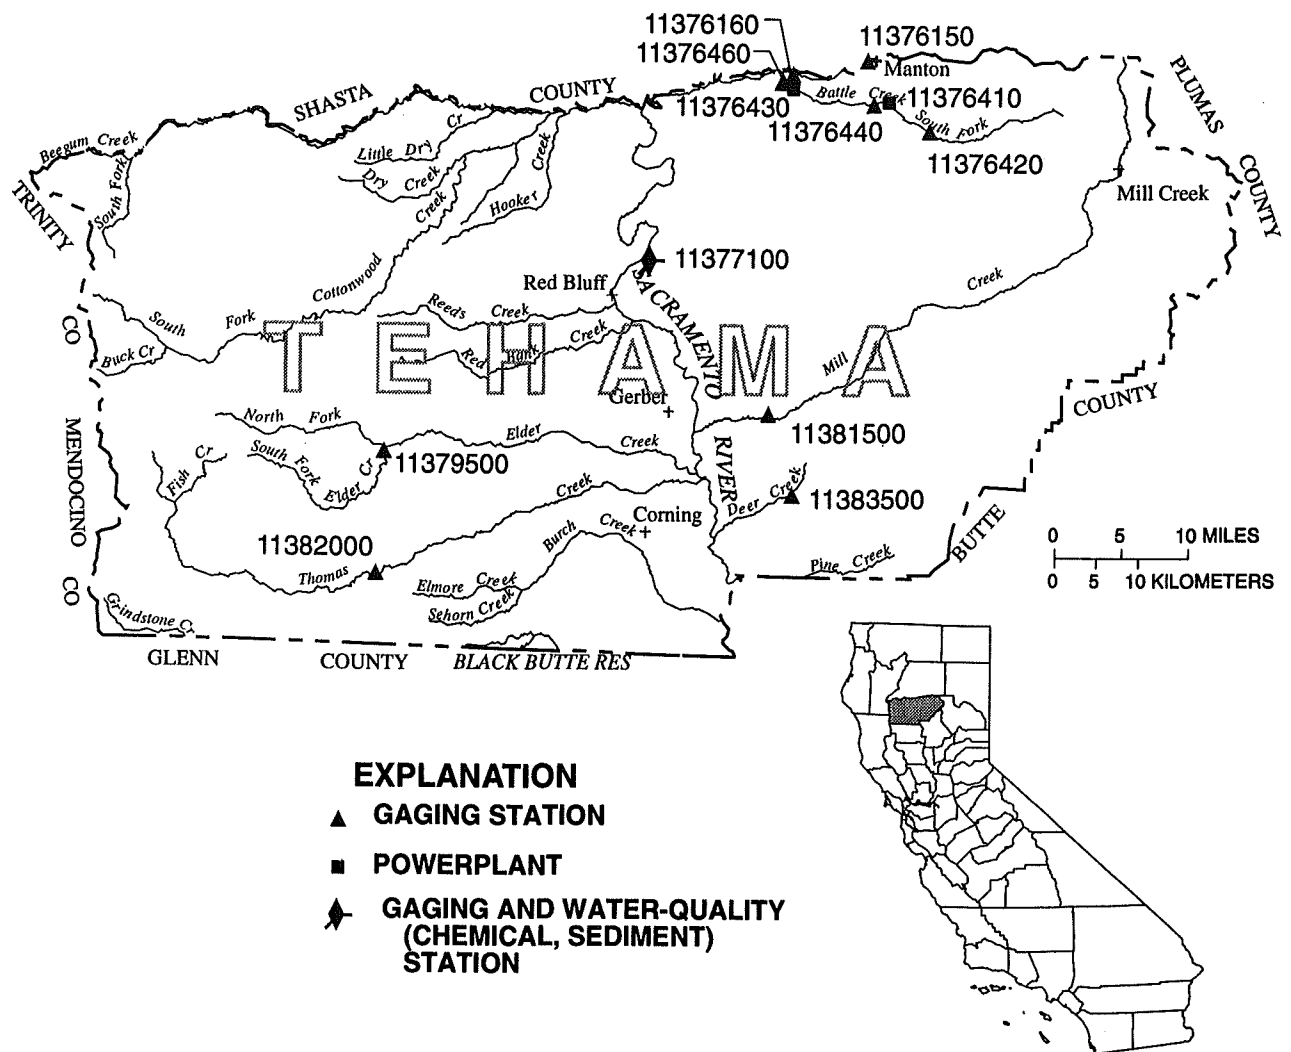 11376160
11376460
11376150
Manton
SHASTA
COUNTY
PLUMAS
COUNTY
11376430
Battle Creek
11376410
11376440
South Fork
11376420
Beegum Creek
South Fork
TRINITY
CO
Little Dry Cr
Dry Creek
Creek
Hooker
Creek
Mill Creek
11377100
Red Bluff
SACRAMENTO
Cottonwood
Creek
South Fork
Buck Cr
Reeds Creek
Red Bank Creek
TEHAMA
Mill
Gerber
COUNTY
North Fork
Elder Creek
11381500
MENDOCINO
CO
Fish Cr
South Fork
Elder Cr
11379500
RIVER
Deer Creek
11383500
Creek
Corning
Burch Creek
11382000
Thomas
BUTTE
0 5 10 MILES
0 5 10 KILOMETERS
Pine Creek
Elmore Creek
Sehorn Creek
Grindstone Cr
GLENN
COUNTY
BLACK BUTTE RES
EXPLANATION
GAGING STATION
POWERPLANT
GAGING AND WATER-QUALITY
(CHEMICAL, SEDIMENT)
STATION